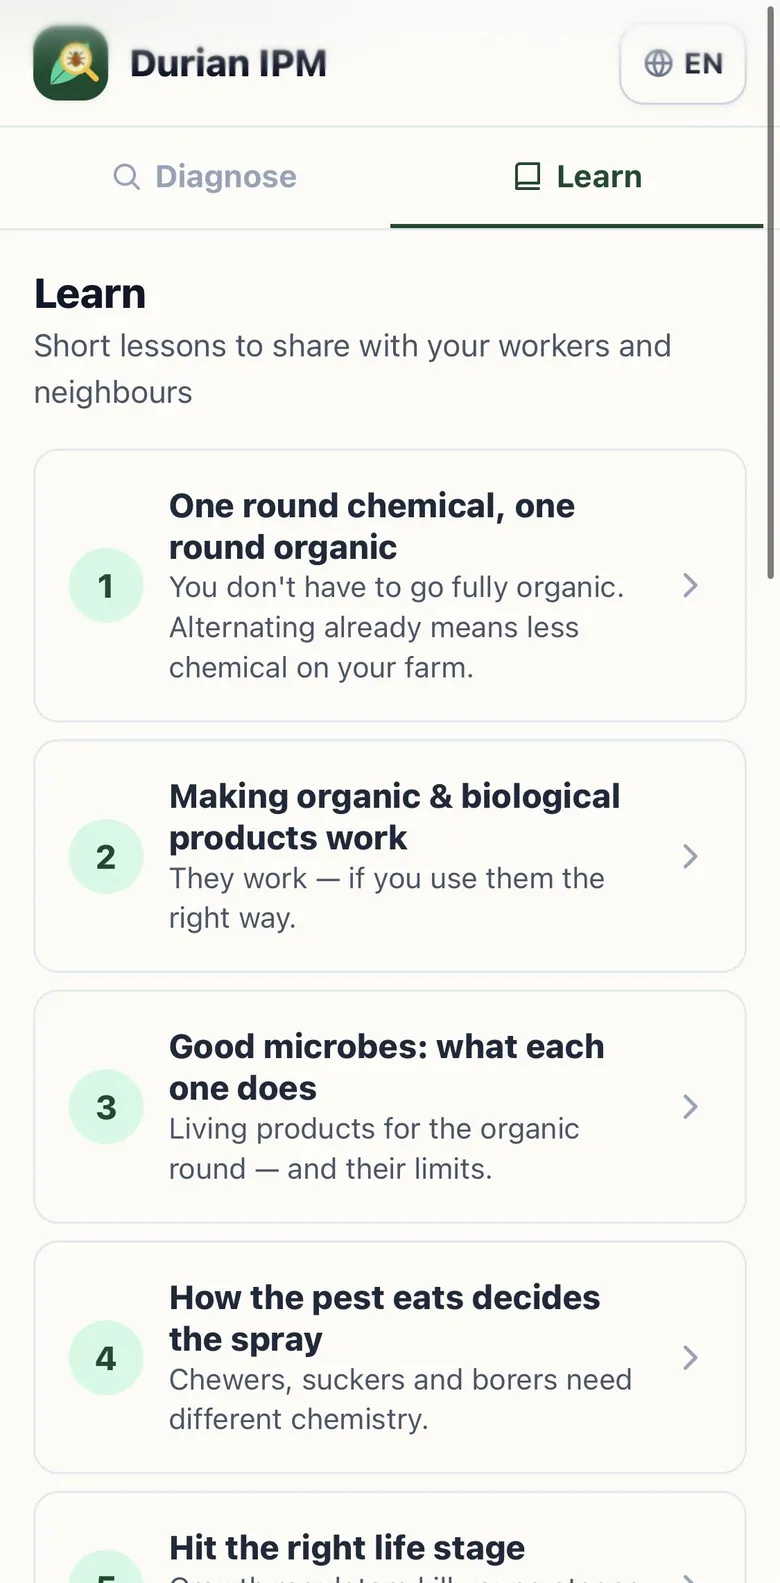 Durian IPM
EN
Diagnose
Learn
Learn
Short lessons to share with your workers and
neighbours
One round chemical, one
round organic
1
You don't have to go fully organic.
Alternating already means less
chemical on your farm.
Making organic & biological
products work
2
They work — if you use them the
right way.
Good microbes: what each
one does
3
Living products for the organic
round — and their limits.
How the pest eats decides
the spray
4
Chewers, suckers and borers need
different chemistry.
Hit the right life stage
5